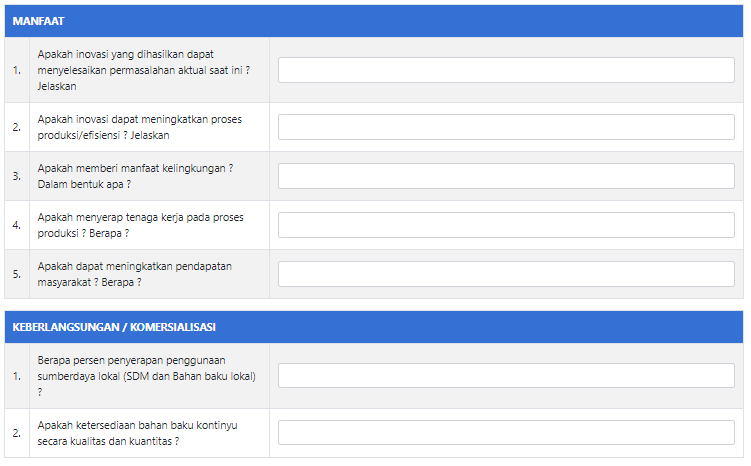 MANFAAT
1.
Apakah inovasi yang dihasilkan dapat
menyelesaikan permasalahan aktual saat ini ?
Jelaskan
2.
Apakah inovasi dapat meningkatkan proses
produksi/efisiensi ? Jelaskan
3.
Apakah memberi manfaat kelingkungan ?
Dalam bentuk apa ?
4.
Apakah menyerap tenaga kerja pada proses
produksi ? Berapa ?
5.
Apakah dapat meningkatkan pendapatan
masyarakat ? Berapa ?
KEBERLANGSUNGAN / KOMERSIALISASI
1.
Berapa persen penyerapan penggunaan
sumberdaya lokal (SDM dan Bahan baku lokal)
?
2.
Apakah ketersediaan bahan baku kontinyu
secara kualitas dan kuantitas ?